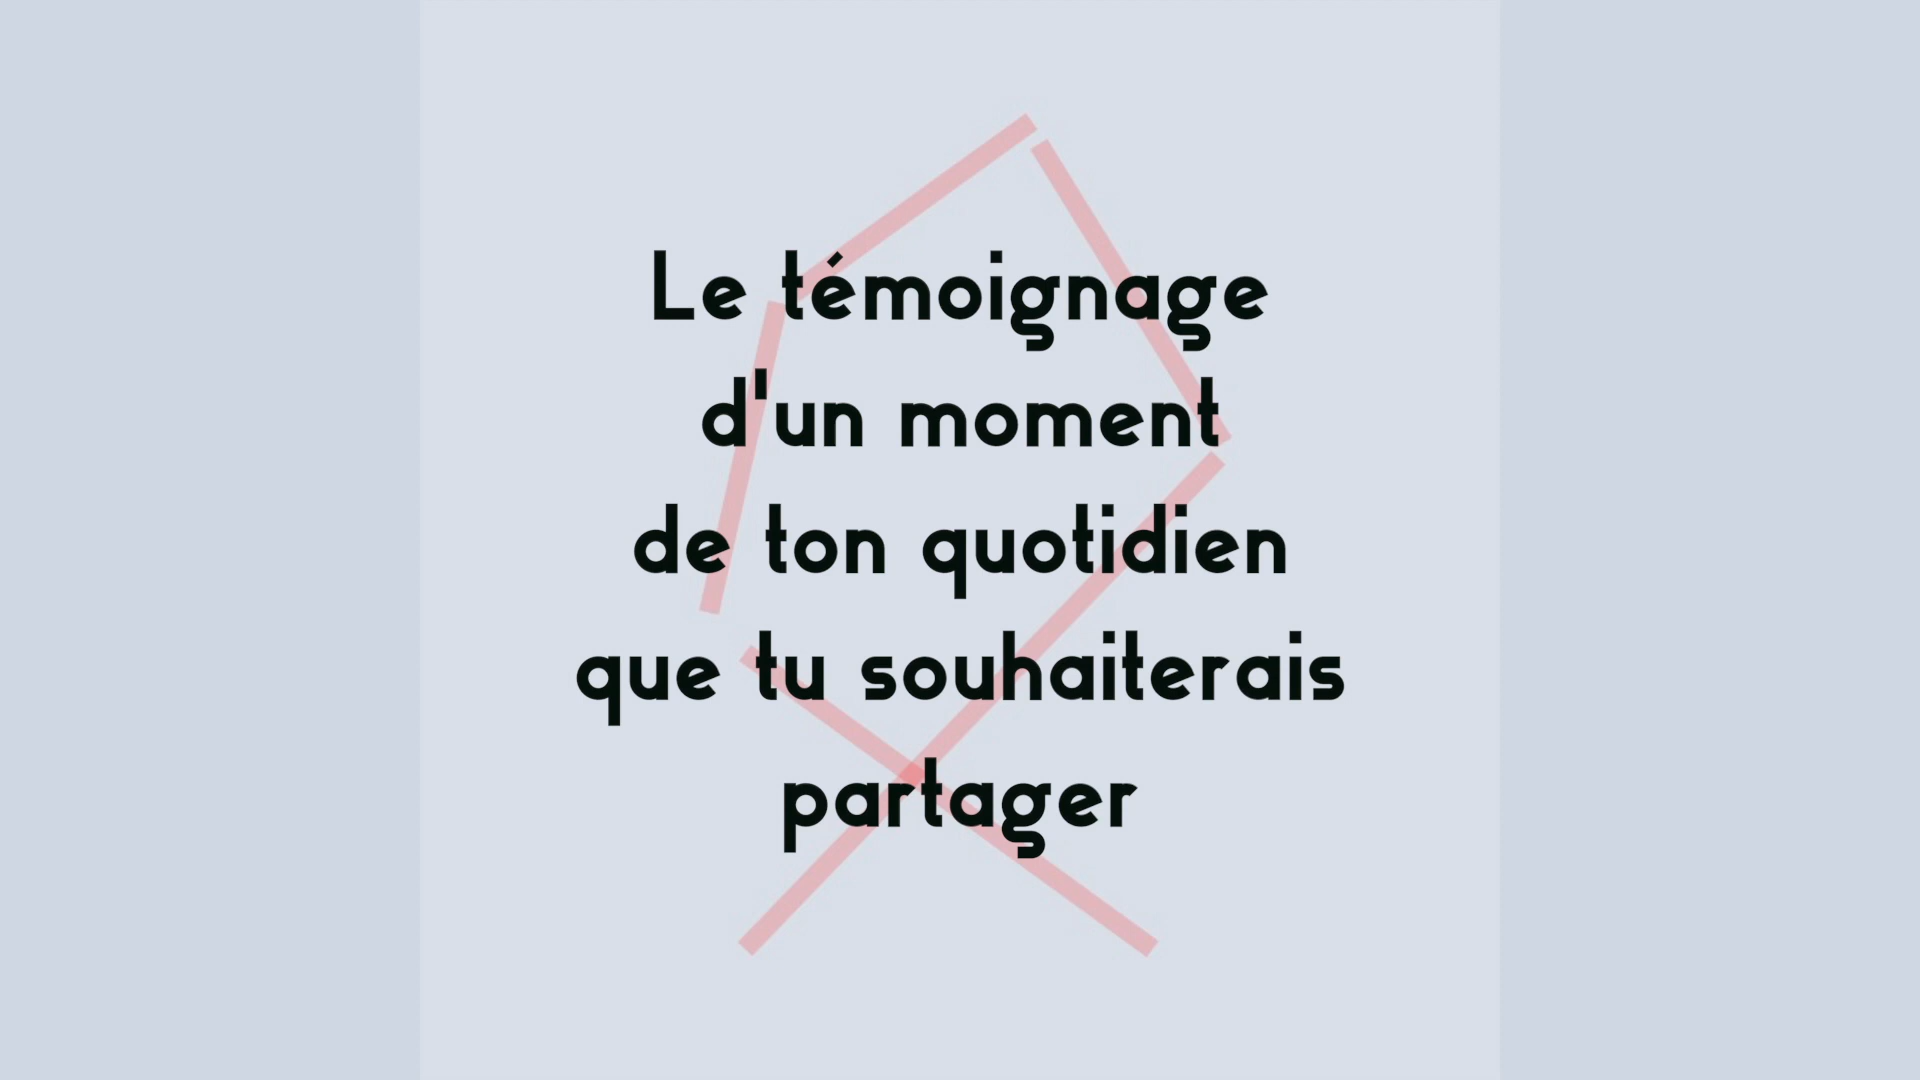 Le témoignage
d'un moment
de ton quotidien
que tu souhaiterais
partager